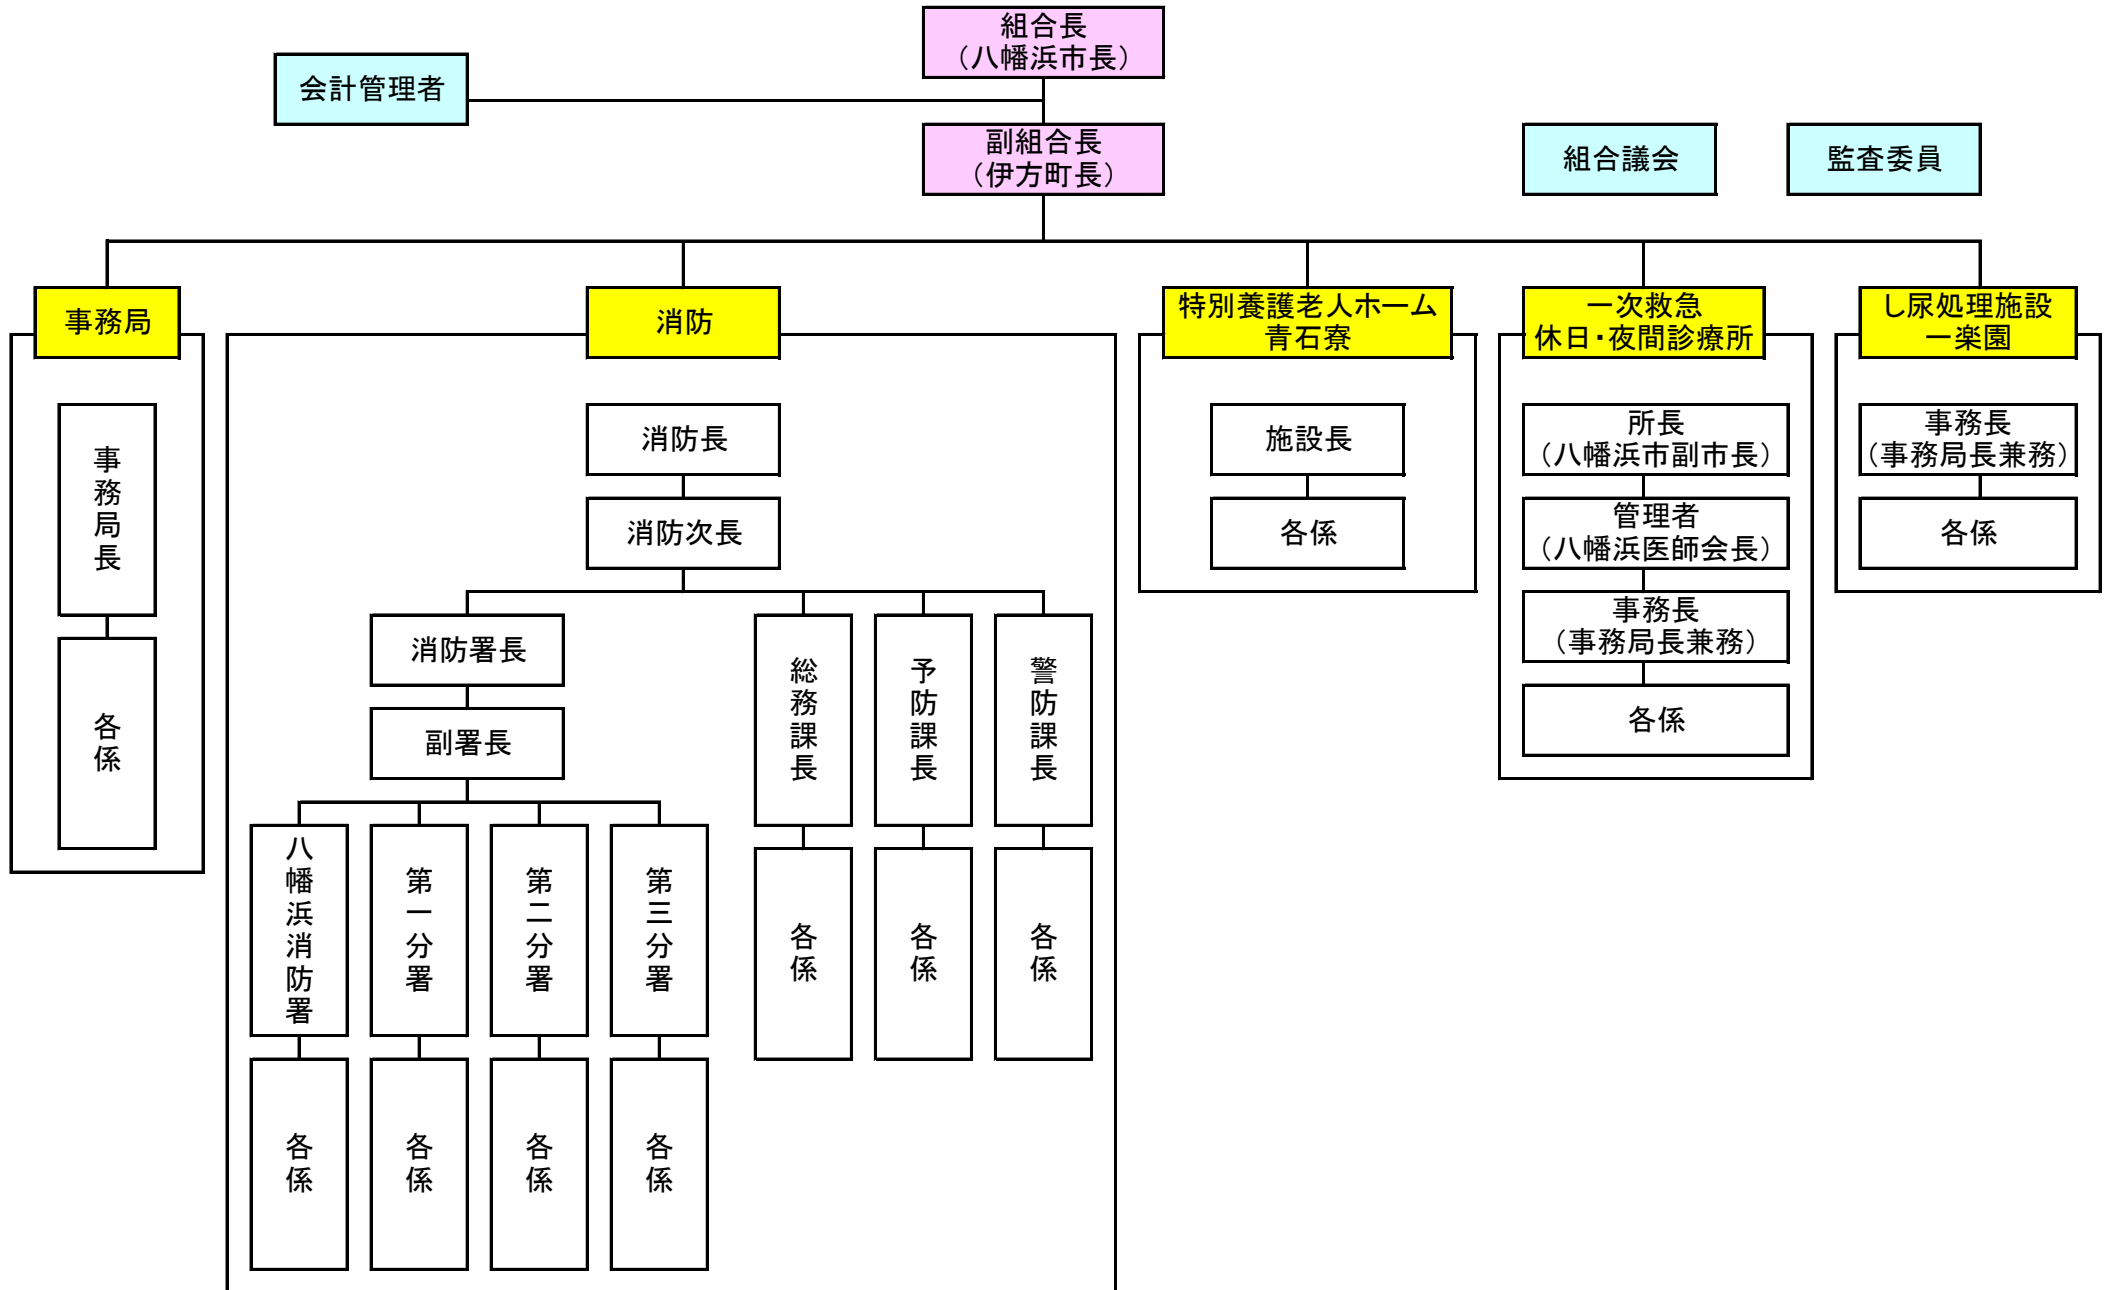 組合長
（八幡浜市長）
会計管理者
副組合長
（伊方町長）
組合議会
監査委員
事務局
消防
特別養護老人ホーム
青石寮
一次救急
休日・夜間診療所
し尿処理施設
一楽園
事務局長
各係
消防長
消防次長
消防署長
副署長
八幡浜消防署
第一分署
第二分署
第三分署
各係
各係
各係
各係
総務課長
予防課長
警防課長
各係
各係
各係
施設長
各係
所長
（八幡浜市副市長）
管理者
（八幡浜医師会長）
事務長
（事務局長兼務）
各係
事務長
（事務局長兼務）
各係